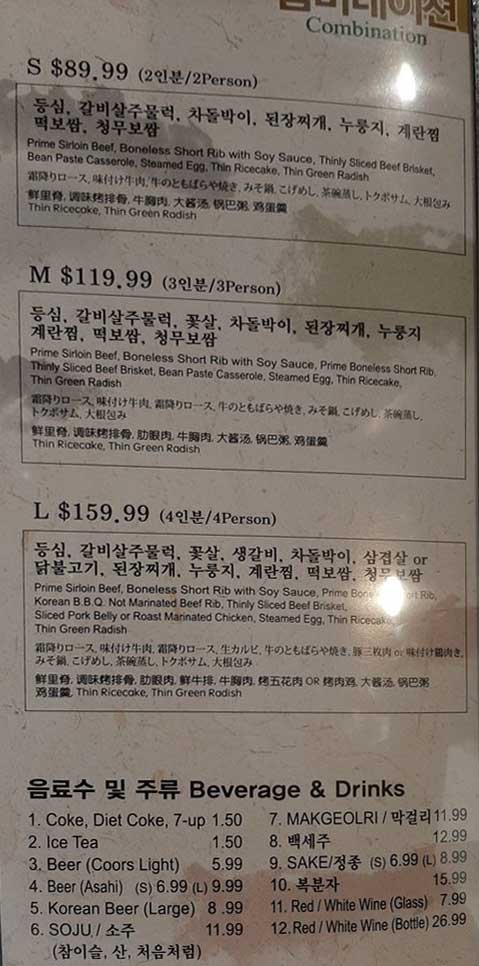 콤비네이션
Combination
S $89.99 (2인분/2Person)
등심, 갈비살주물럭, 차돌박이, 된장찌개, 누룽지, 계란찜
떡보쌈, 청무보쌈
Prime Sirloin Beef, Boneless Short Rib with Soy Sauce, Thinly Sliced Beef Brisket,
Bean Paste Casserole, Steamed Egg, Thin Ricecake, Thin Green Radish
霜降りロース, 味付け牛肉, 牛のともばらや焼き, みそ鍋, こげめし, 茶碗蒸し, トクボサム, 大根包み
鲜里脊, 调味烤排骨, 牛胸肉, 大酱汤, 锅巴粥, 鸡蛋羹
Thin Ricecake, Thin Green Radish
M $119.99 (3인분/3Person)
등심, 갈비살주물럭, 꽃살, 차돌박이, 된장찌개, 누룽지
계란찜, 떡보쌈, 청무보쌈
Prime Sirloin Beef, Boneless Short Rib with Soy Sauce, Prime Boneless Short Rib,
Thinly Sliced Beef Brisket, Bean Paste Casserole, Steamed Egg, Thin Ricecake,
Thin Green Radish
霜降りロース, 味付け牛肉, 霜降りロース, 牛のともばらや焼き, みそ鍋, こげめし, 茶碗蒸し,
トクボサム, 大根包み
鲜里脊, 调味烤排骨, 肋眼肉, 牛胸肉, 大酱汤, 锅巴粥, 鸡蛋羹
Thin Ricecake, Thin Green Radish
L $159.99 (4인분/4Person)
등심, 갈비살주물럭, 꽃살, 생갈비, 차돌박이, 삼겹살 or
닭불고기, 된장찌개, 누룽지, 계란찜, 떡보쌈, 청무보쌈
Prime Sirloin Beef, Boneless Short Rib with Soy Sauce, Prime Boneless Short Rib,
Korean B.B.Q. Not Marinated Beef Rib, Thinly Sliced Beef Brisket,
Sliced Pork Belly or Roast Marinated Chicken, Steamed Egg, Thin Ricecake,
Thin Green Radish
霜降りロース, 味付け牛肉, 霜降りロース, 生カルビ, 牛のともばらや焼き, 豚三枚肉 or 味付け鶏肉き,
みそ鍋, こげめし, 茶碗蒸し, トクボサム, 大根包み
鲜里脊, 调味烤排骨, 肋眼肉, 鲜牛排, 牛胸肉, 烤五花肉 OR 烤肉鸡, 大酱汤, 锅巴粥
鸡蛋羹, Thin Ricecake, Thin Green Radish
음료수 및 주류 Beverage & Drinks
1. Coke, Diet Coke, 7-up 1.50
2. Ice Tea 1.50
3. Beer (Coors Light) 5.99
4. Beer (Asahi) (S) 6.99 (L) 9.99
5. Korean Beer (Large) 8.99
6. SOJU / 소주 11.99
(참이슬, 산, 처음처럼)
7. MAKGEOLRI / 막걸리 11.99
8. 백세주 12.99
9. SAKE/정종 (S) 6.99 (L) 8.99
10. 복분자 15.99
11. Red / White Wine (Glass) 7.99
12. Red / White Wine (Bottle) 26.99